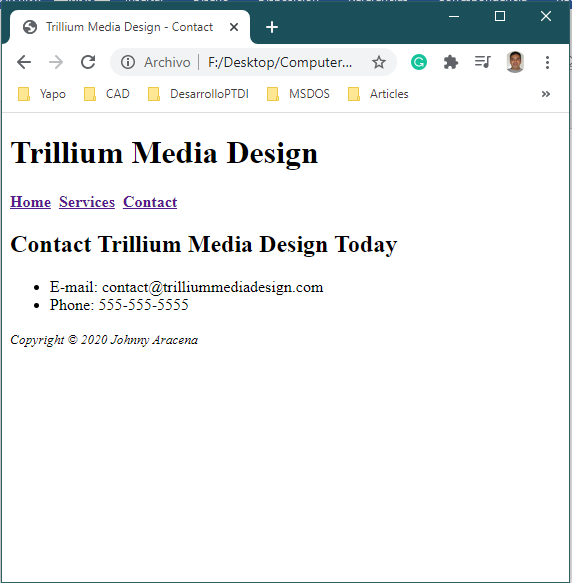 Trillium Media Design - Contact
Archivo F:/Desktop/Computer...
Yapo CAD DesarrolloPTDI MSDOS Articles »
Trillium Media Design
Home Services Contact
Contact Trillium Media Design Today
• E-mail: contact@trilliummediadesign.com
• Phone: 555-555-5555
Copyright © 2020 Johnny Aracena